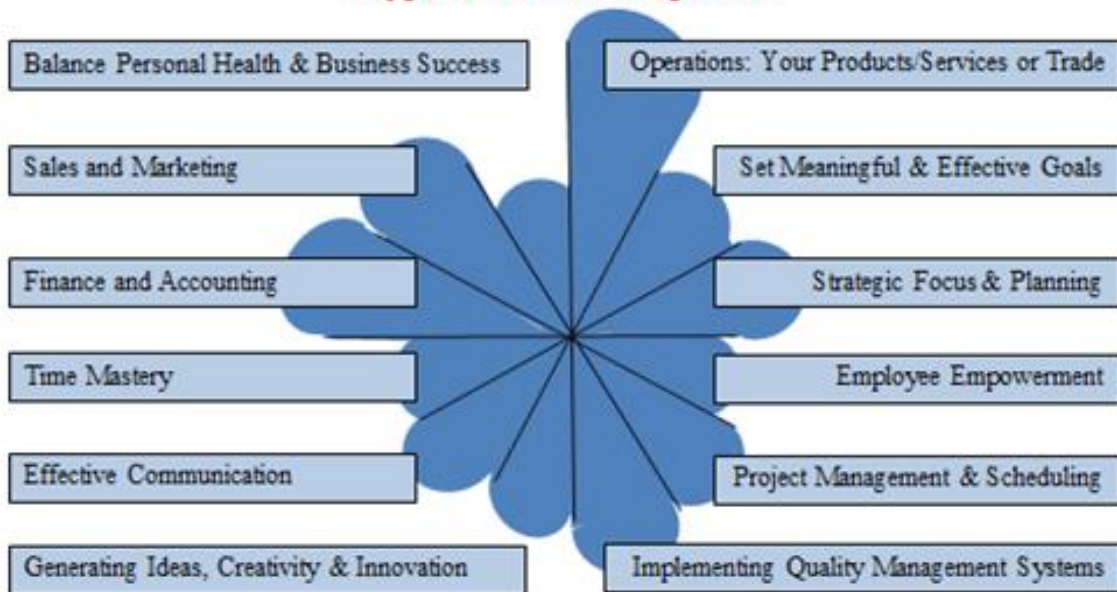 Balance Personal Health & Business Success
Operations: Your Products/Services or Trade
Sales and Marketing
Set Meaningful & Effective Goals
Finance and Accounting
Strategic Focus & Planning
Time Mastery
Employee Empowerment
Effective Communication
Project Management & Scheduling
Generating Ideas, Creativity & Innovation
Implementing Quality Management Systems